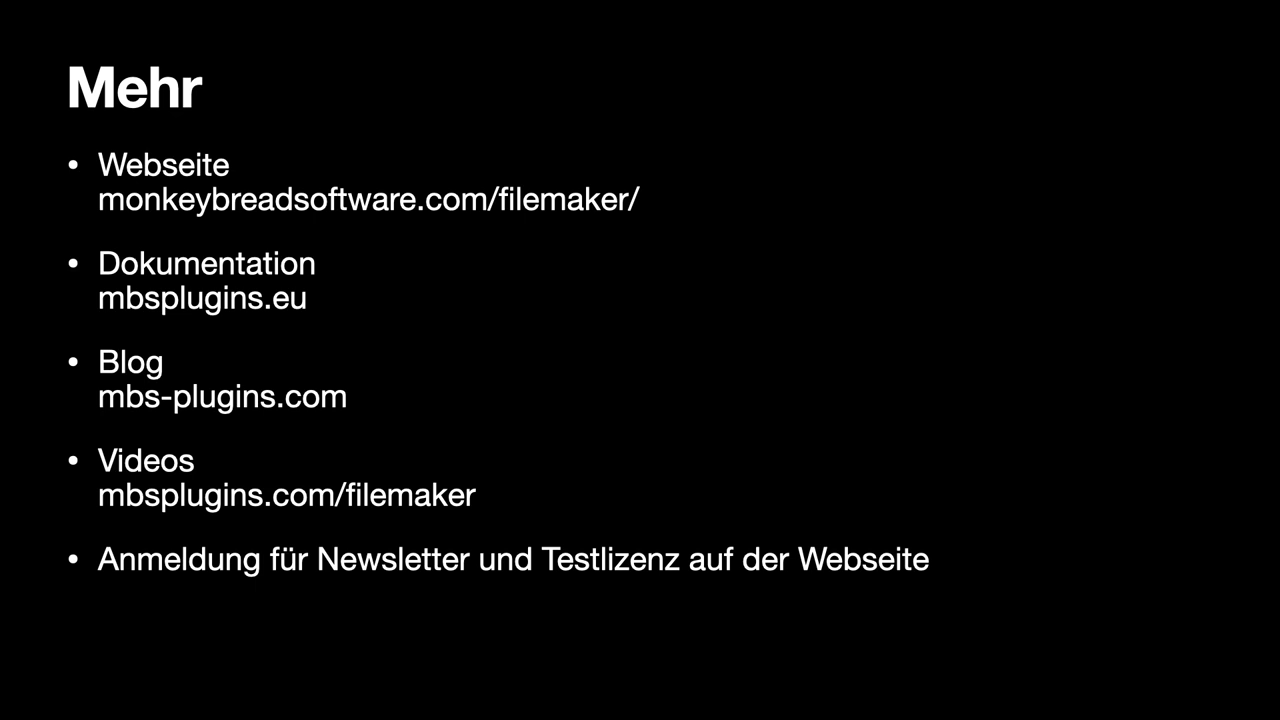 Mehr
• Webseite
monkeybreadsoftware.com/filemaker/
• Dokumentation
mbsplugins.eu
• Blog
mbs-plugins.com
• Videos
mbsplugins.com/filemaker
• Anmeldung für Newsletter und Testlizenz auf der Webseite